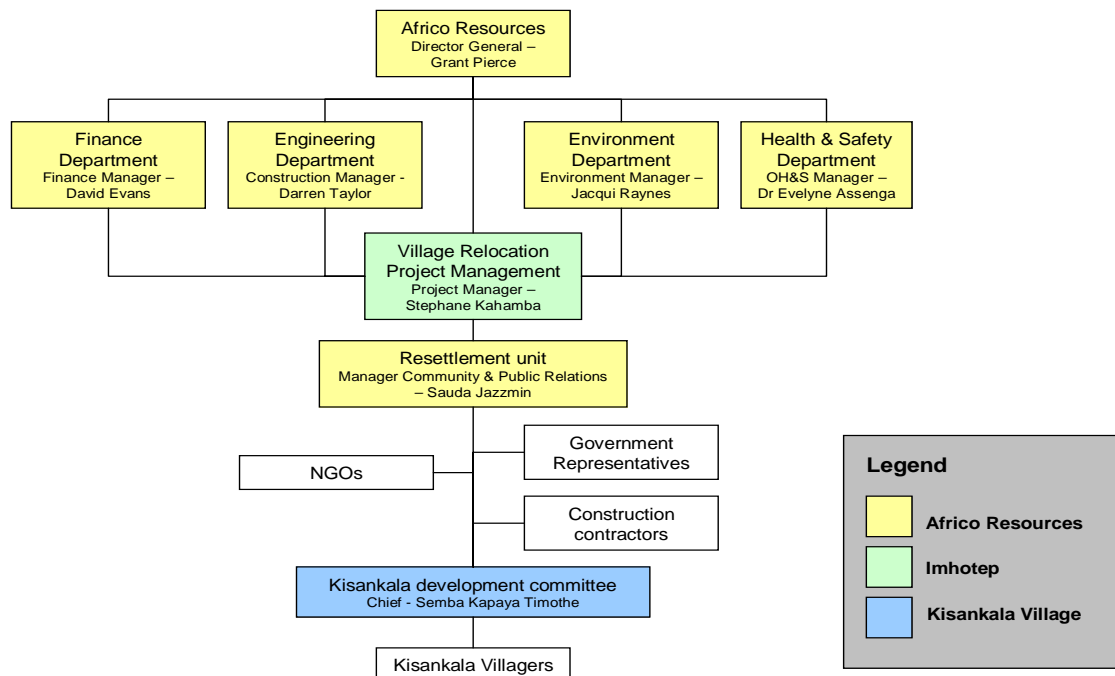 Africo Resources
Director General –
Grant Pierce
Finance
Department
Finance Manager –
David Evans
Engineering
Department
Construction Manager -
Darren Taylor
Environment
Department
Environment Manager –
Jacqui Raynes
Health & Safety
Department
OH&S Manager –
Dr Evelyne Assenga
Village Relocation
Project Management
Project Manager –
Stephane Kahamba
Resettlement unit
Manager Community & Public Relations
– Sauda Jazzmin
Government
Representatives
NGOs
Construction
contractors
Kisankala development committee
Chief - Semba Kapaya Timothe
Kisankala Villagers
Legend
Africo Resources
Imhotep
Kisankala Village